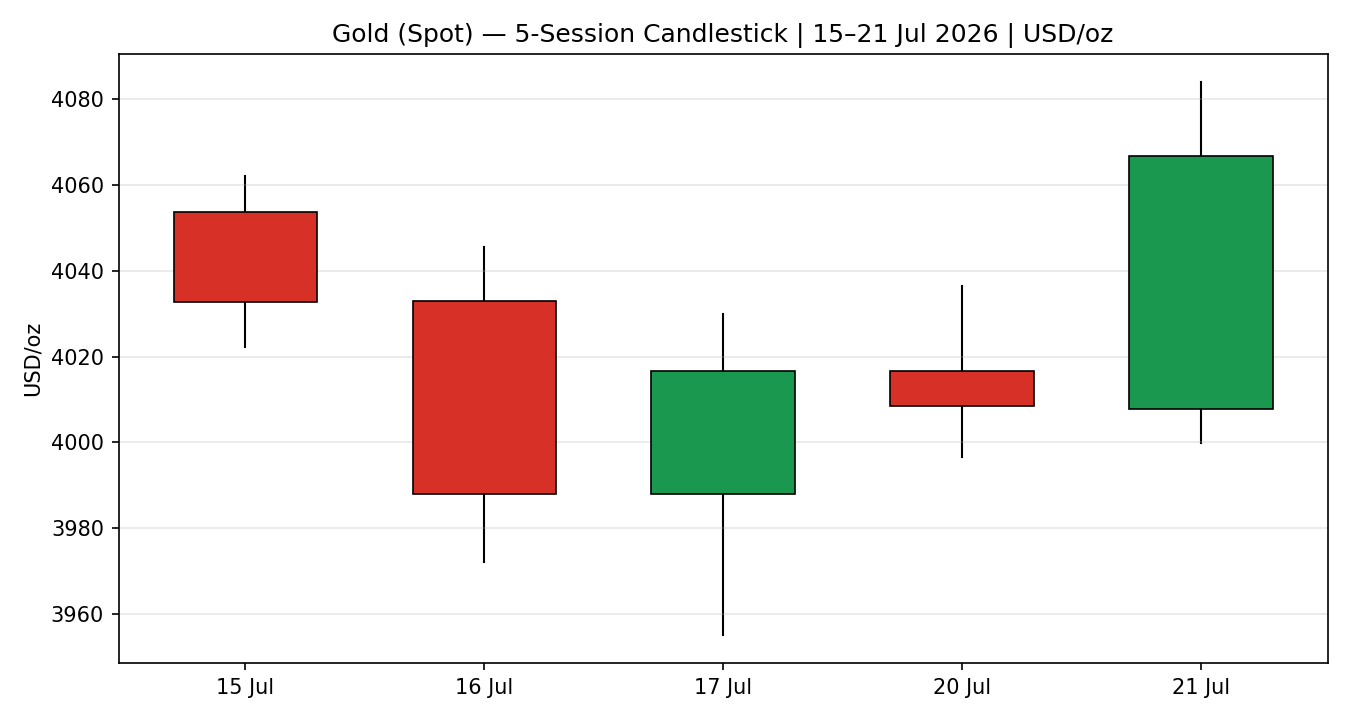 Gold (Spot) — 5-Session Candlestick | 15–21 Jul 2026 | USD/oz
USD/oz
4080
4060
4040
4020
4000
3980
3960
15 Jul
16 Jul
17 Jul
20 Jul
21 Jul